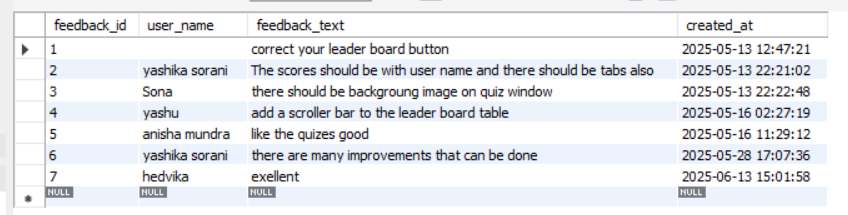 feedback_id user_name feedback_text created_at
1 correct your leader board button 2025-05-13 12:47:21
2 yashika sorani The scores should be with user name and there should be tabs also 2025-05-13 22:21:02
3 Sona there should be backgroung image on quiz window 2025-05-13 22:22:48
4 yashu add a scroller bar to the leader board table 2025-05-16 02:27:19
5 anisha mundra like the quizes good 2025-05-16 11:29:12
6 yashika sorani there are many improvements that can be done 2025-05-28 17:07:36
7 hedvika exellent 2025-06-13 15:01:58
NULL NULL NULL NULL